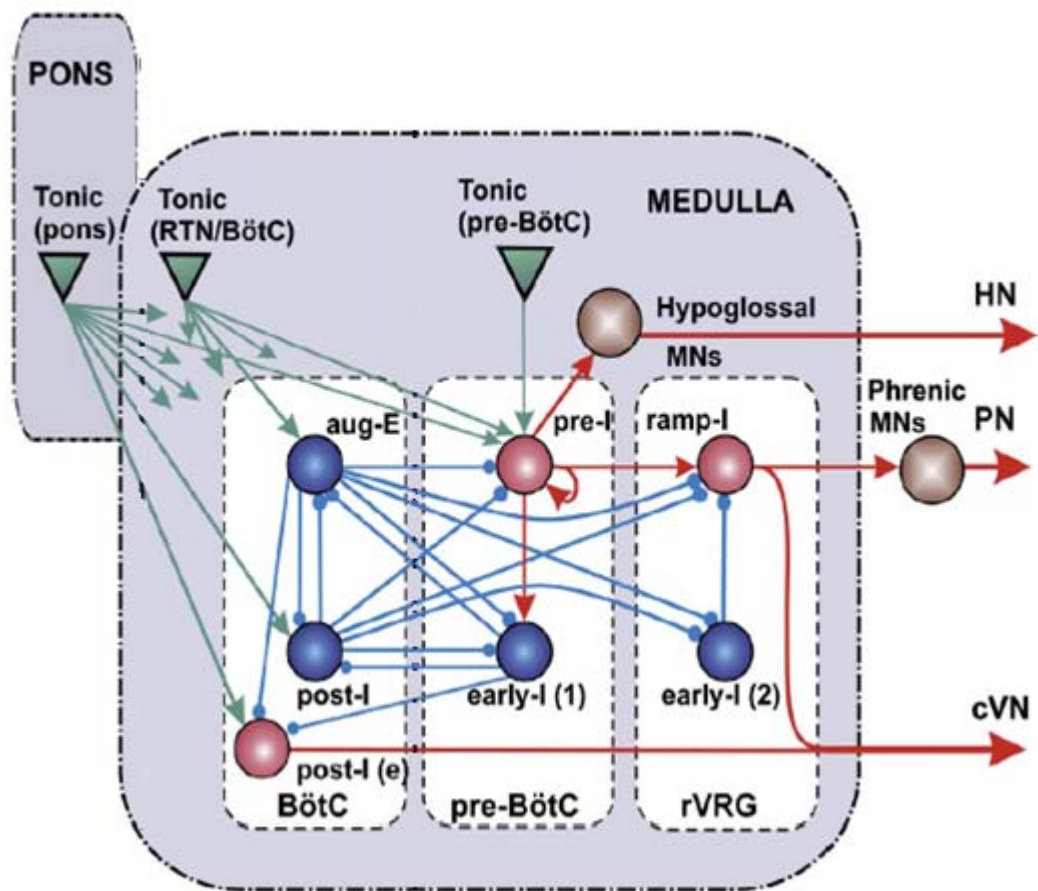 PONS
Tonic
(pons)
Tonic
(RTN/BötC)
Tonic
(pre-BötC)
MEDULLA
Hypoglossal
MNs
HN
Phrenic
MNs
PN
aug-E
pre-I
ramp-I
post-I
early-I (1)
early-I (2)
cVN
post-I (e)
BötC
pre-BötC
rVRG